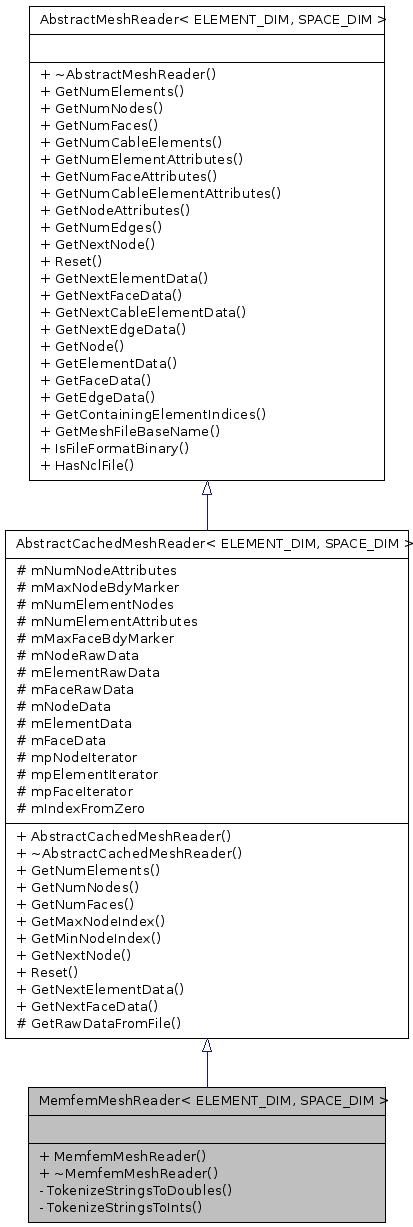 AbstractMeshReader< ELEMENT_DIM, SPACE_DIM >
+ ~AbstractMeshReader()
+ GetNumElements()
+ GetNumNodes()
+ GetNumFaces()
+ GetNumCableElements()
+ GetNumElementAttributes()
+ GetNumFaceAttributes()
+ GetNumCableElementAttributes()
+ GetNodeAttributes()
+ GetNumEdges()
+ GetNextNode()
+ Reset()
+ GetNextElementData()
+ GetNextFaceData()
+ GetNextCableElementData()
+ GetNextEdgeData()
+ GetNode()
+ GetElementData()
+ GetFaceData()
+ GetEdgeData()
+ GetContainingElementIndices()
+ GetMeshFileBaseName()
+ IsFileFormatBinary()
+ HasNclFile()
AbstractCachedMeshReader< ELEMENT_DIM, SPACE_DIM >
# mNumNodeAttributes
# mMaxNodeBdyMarker
# mNumElementNodes
# mNumElementAttributes
# mMaxFaceBdyMarker
# mNodeRawData
# mElementRawData
# mFaceRawData
# mNodeData
# mElementData
# mFaceData
# mpNodeIterator
# mpElementIterator
# mpFaceIterator
# mIndexFromZero
+ AbstractCachedMeshReader()
+ ~AbstractCachedMeshReader()
+ GetNumElements()
+ GetNumNodes()
+ GetNumFaces()
+ GetMaxNodeIndex()
+ GetMinNodeIndex()
+ GetNextNode()
+ Reset()
+ GetNextElementData()
+ GetNextFaceData()
# GetRawDataFromFile()
MemfemMeshReader< ELEMENT_DIM, SPACE_DIM >
+ MemfemMeshReader()
+ ~MemfemMeshReader()
- TokenizeStringsToDoubles()
- TokenizeStringsToInts()